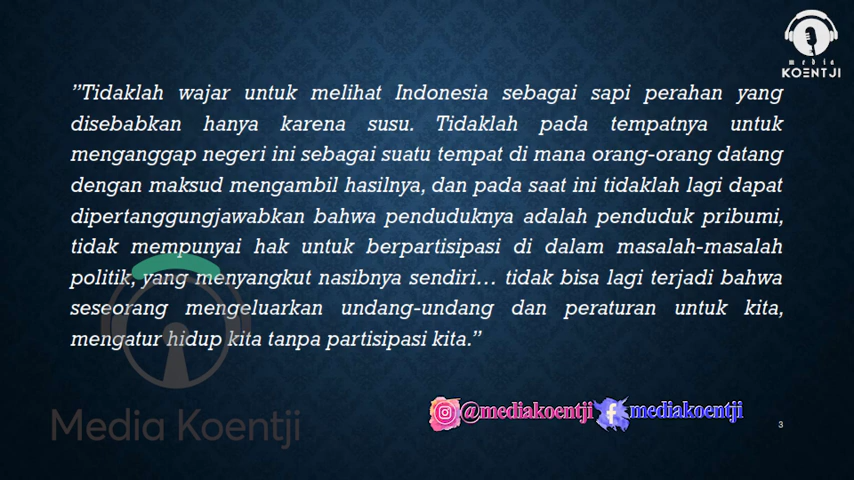 media
KOENTJI
”Tidaklah wajar untuk melihat Indonesia sebagai sapi perahan yang
disebabkan hanya karena susu. Tidaklah pada tempatnya untuk
menganggap negeri ini sebagai suatu tempat di mana orang-orang datang
dengan maksud mengambil hasilnya, dan pada saat ini tidaklah lagi dapat
dipertanggungjawabkan bahwa penduduknya adalah penduduk pribumi,
tidak mempunyai hak untuk berpartisipasi di dalam masalah-masalah
politik, yang menyangkut nasibnya sendiri… tidak bisa lagi terjadi bahwa
seseorang mengeluarkan undang-undang dan peraturan untuk kita,
mengatur hidup kita tanpa partisipasi kita.”
Media Koentji
@mediakoentji mediakoentji
3